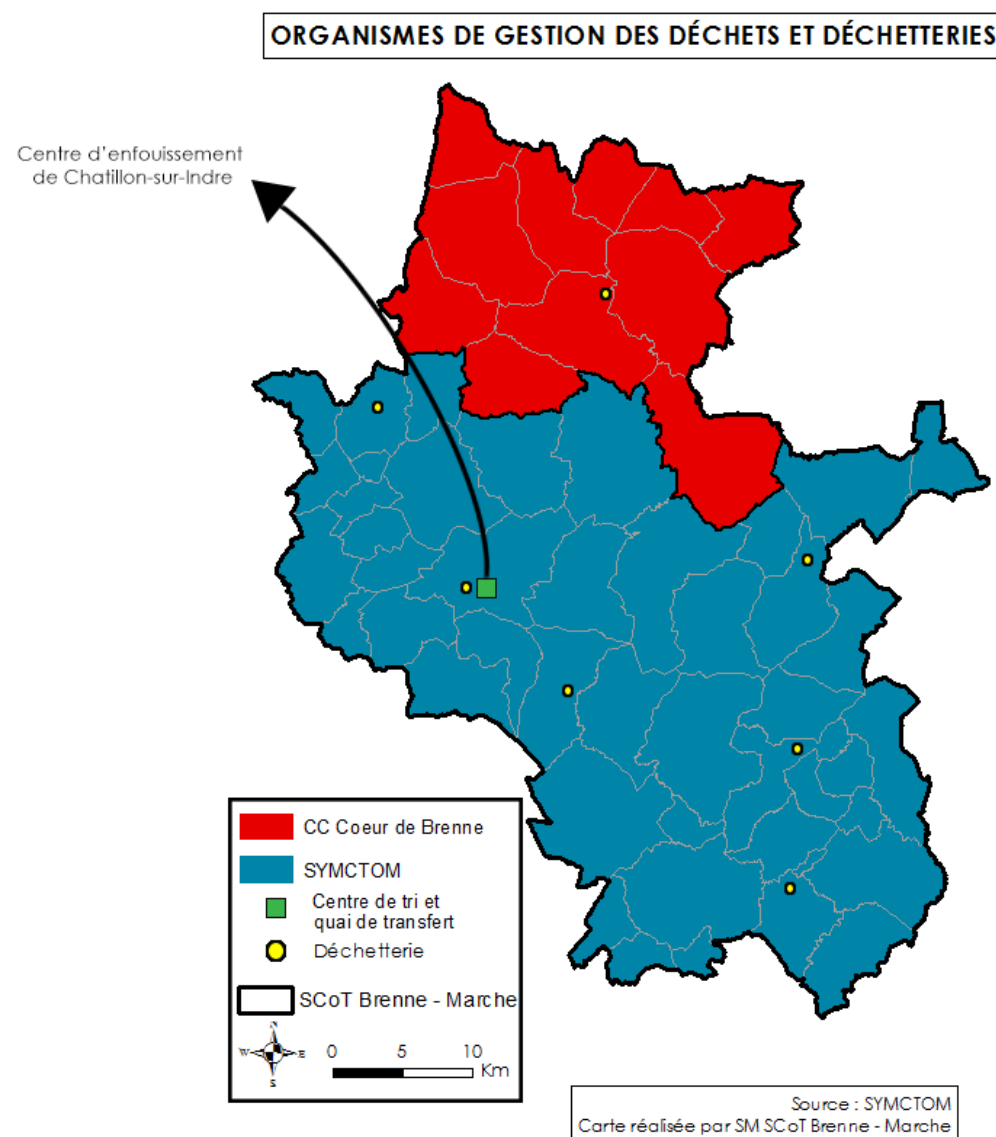 ORGANISMES DE GESTION DES DÉCHETS ET DÉCHETTERIES
Centre d'enfouissement
de Chatillon-sur-Indre
CC Coeur de Brenne
SYMCTOM
Centre de tri et
quai de transfert
Déchetterie
SCoT Brenne - Marche
N
W E
S
0 5 10
Km
Source : SYMCTOM
Carte réalisée par SM SCoT Brenne - Marche